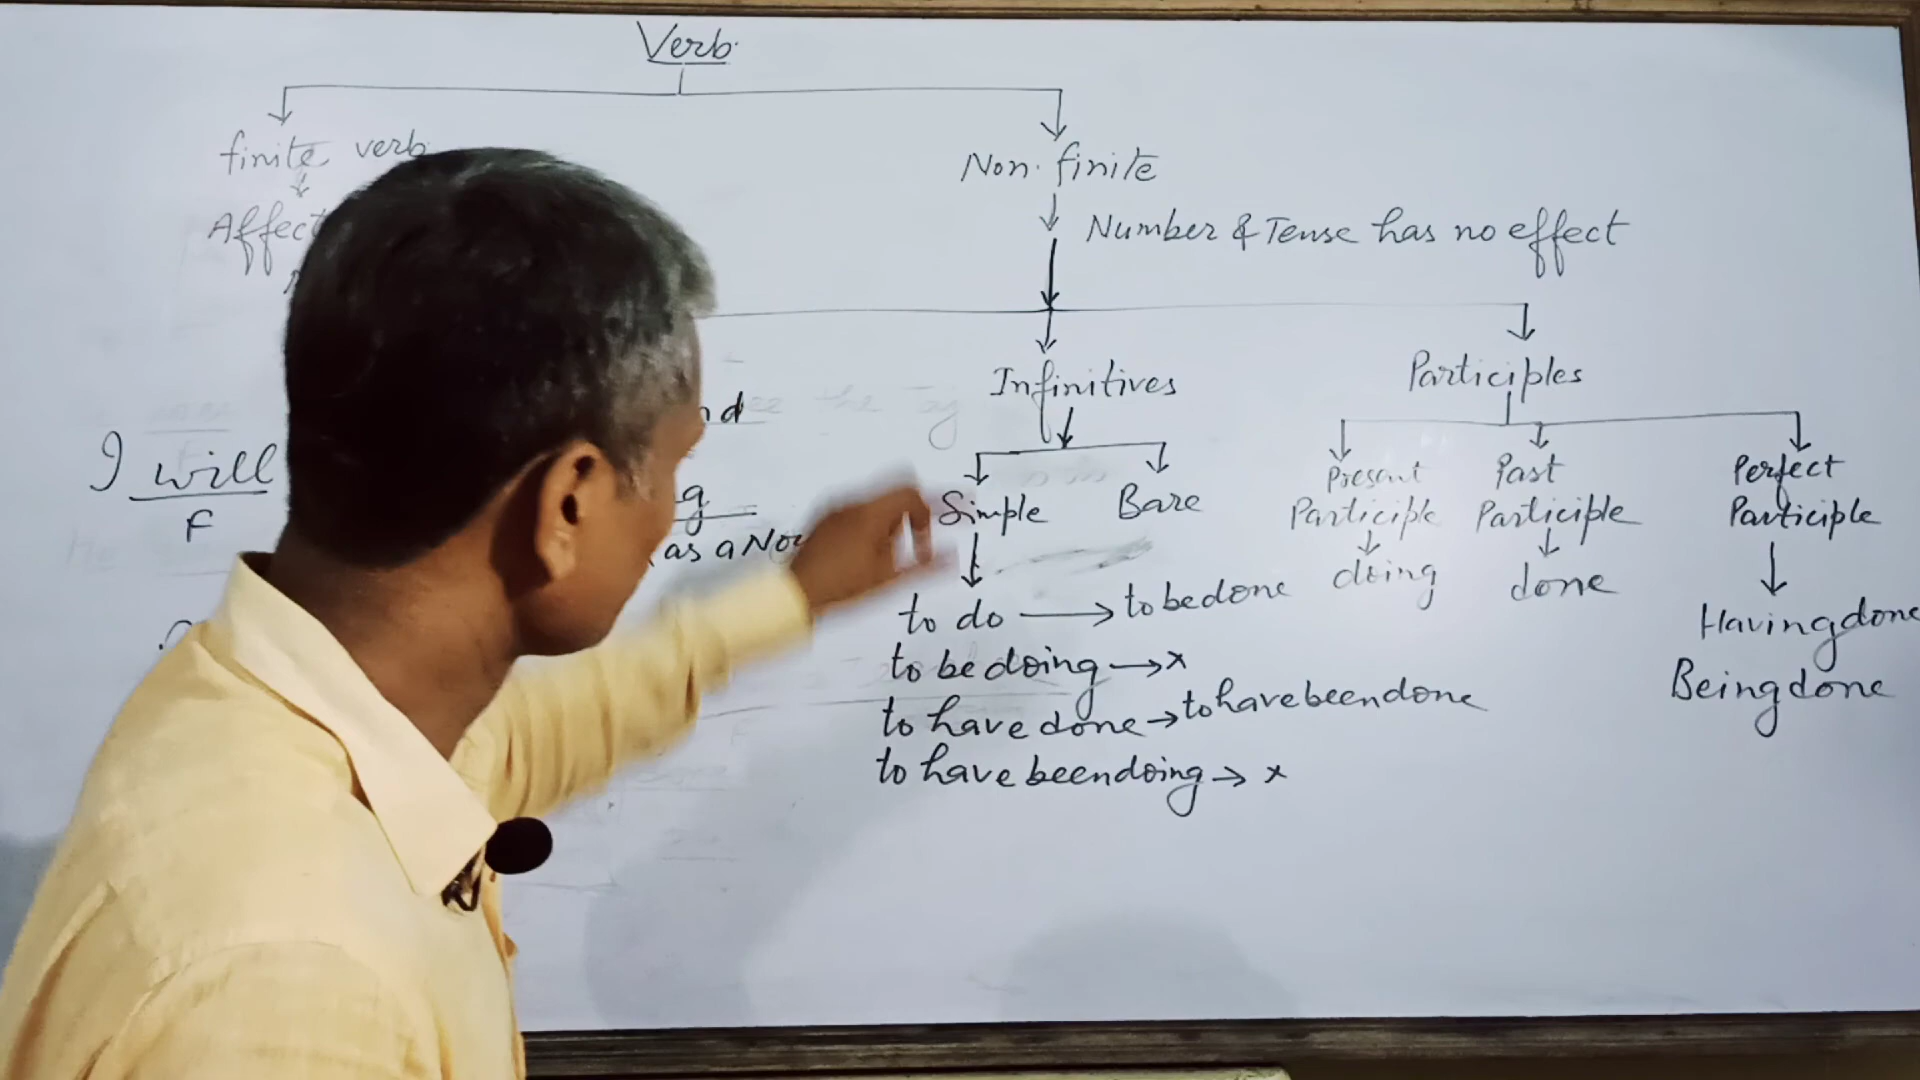 Verb
finite verb
Non. finite
Affect
Number & Tense has no effect
Infinitives
Participles
Simple
Bare
Present Participle
Past Participle
Perfect Participle
I will
F
as a
to do → to be done
doing
done
Having done
to be doing → x
Being done
to have done → to have been done
to have been doing → x